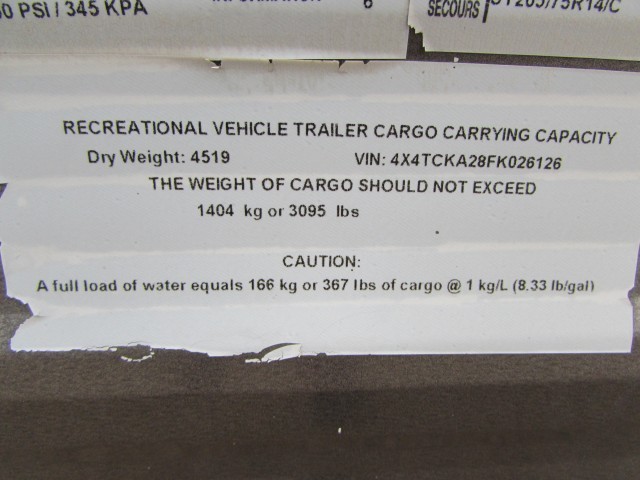 PSI / 345 KPA
6
SECOURS
RECREATIONAL VEHICLE TRAILER CARGO CARRYING CAPACITY
Dry Weight: 4519 VIN: 4X4TCKA28FK026126
THE WEIGHT OF CARGO SHOULD NOT EXCEED
1404 kg or 3095 lbs
CAUTION:
A full load of water equals 166 kg or 367 lbs of cargo @ 1 kg/L (8.33 lb/gal)